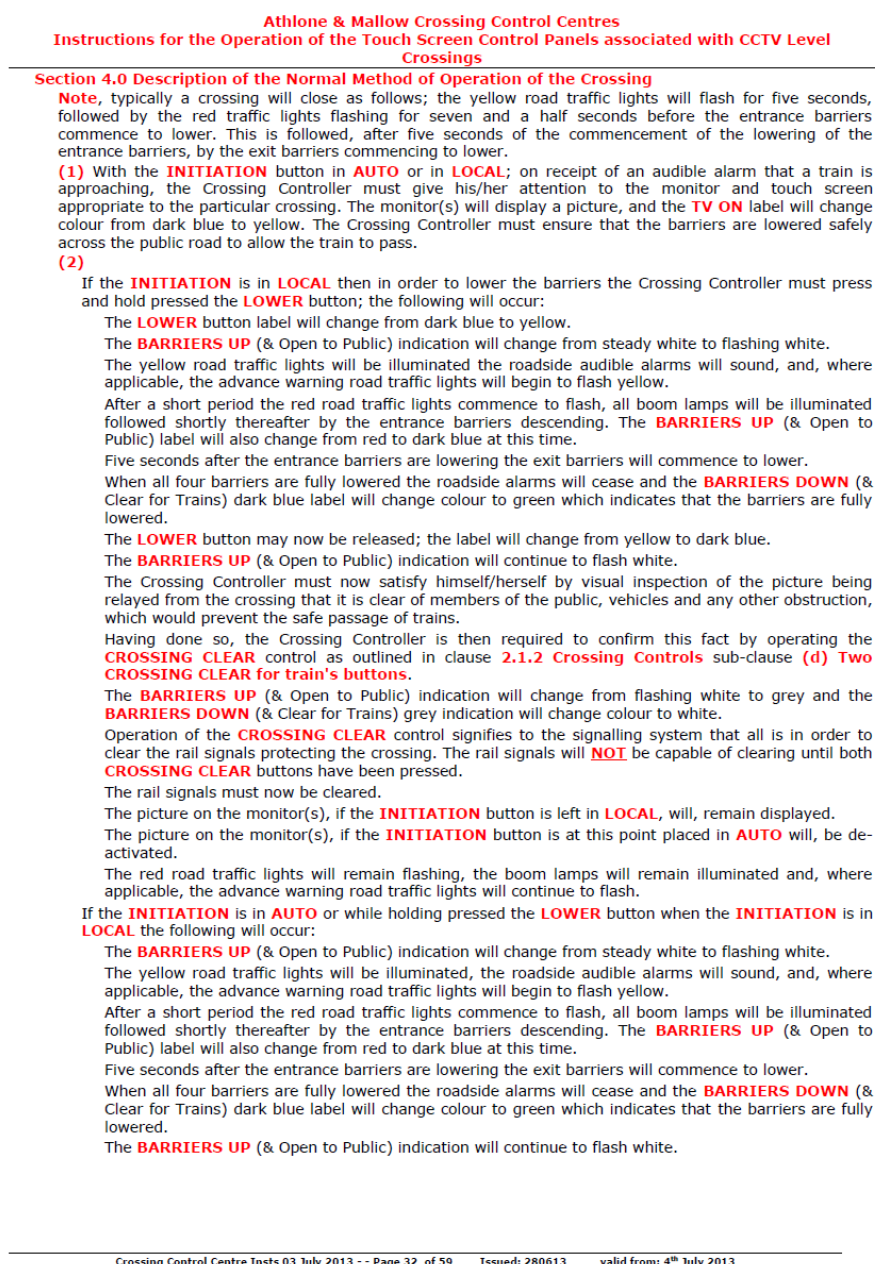 Athlone & Mallow Crossing Control Centres
Instructions for the Operation of the Touch Screen Control Panels associated with CCTV Level
Crossings
Section 4.0 Description of the Normal Method of Operation of the Crossing
Note, typically a crossing will close as follows; the yellow road traffic lights will flash for five seconds,
followed by the red traffic lights flashing for seven and a half seconds before the entrance barriers
commence to lower. This is followed, after five seconds of the commencement of the lowering of the
entrance barriers, by the exit barriers commencing to lower.
(1) With the INITIATION button in AUTO or in LOCAL; on receipt of an audible alarm that a train is
approaching, the Crossing Controller must give his/her attention to the monitor and touch screen
appropriate to the particular crossing. The monitor(s) will display a picture, and the TV ON label will change
colour from dark blue to yellow. The Crossing Controller must ensure that the barriers are lowered safely
across the public road to allow the train to pass.
(2)
If the INITIATION is in LOCAL then in order to lower the barriers the Crossing Controller must press
and hold pressed the LOWER button; the following will occur:
The LOWER button label will change from dark blue to yellow.
The BARRIERS UP (& Open to Public) indication will change from steady white to flashing white.
The yellow road traffic lights will be illuminated the roadside audible alarms will sound, and, where
applicable, the advance warning road traffic lights will begin to flash yellow.
After a short period the red road traffic lights commence to flash, all boom lamps will be illuminated
followed shortly thereafter by the entrance barriers descending. The BARRIERS UP (& Open to
Public) label will also change from red to dark blue at this time.
Five seconds after the entrance barriers are lowering the exit barriers will commence to lower.
When all four barriers are fully lowered the roadside alarms will cease and the BARRIERS DOWN (&
Clear for Trains) dark blue label will change colour to green which indicates that the barriers are fully
lowered.
The LOWER button may now be released; the label will change from yellow to dark blue.
The BARRIERS UP (& Open to Public) indication will continue to flash white.
The Crossing Controller must now satisfy himself/herself by visual inspection of the picture being
relayed from the crossing that it is clear of members of the public, vehicles and any other obstruction,
which would prevent the safe passage of trains.
Having done so, the Crossing Controller is then required to confirm this fact by operating the
CROSSING CLEAR control as outlined in clause 2.1.2 Crossing Controls sub-clause (d) Two
CROSSING CLEAR for train's buttons.
The BARRIERS UP (& Open to Public) indication will change from flashing white to grey and the
BARRIERS DOWN (& Clear for Trains) grey indication will change colour to white.
Operation of the CROSSING CLEAR control signifies to the signalling system that all is in order to
clear the rail signals protecting the crossing. The rail signals will NOT be capable of clearing until both
CROSSING CLEAR buttons have been pressed.
The rail signals must now be cleared.
The picture on the monitor(s), if the INITIATION button is left in LOCAL, will, remain displayed.
The picture on the monitor(s), if the INITIATION button is at this point placed in AUTO will, be de-
activated.
The red road traffic lights will remain flashing, the boom lamps will remain illuminated and, where
applicable, the advance warning road traffic lights will continue to flash.
If the INITIATION is in AUTO or while holding pressed the LOWER button when the INITIATION is in
LOCAL the following will occur:
The BARRIERS UP (& Open to Public) indication will change from steady white to flashing white.
The yellow road traffic lights will be illuminated, the roadside audible alarms will sound, and, where
applicable, the advance warning road traffic lights will begin to flash yellow.
After a short period the red road traffic lights commence to flash, all boom lamps will be illuminated
followed shortly thereafter by the entrance barriers descending. The BARRIERS UP (& Open to
Public) label will also change from red to dark blue at this time.
Five seconds after the entrance barriers are lowering the exit barriers will commence to lower.
When all four barriers are fully lowered the roadside alarms will cease and the BARRIERS DOWN (&
Clear for Trains) dark blue label will change colour to green which indicates that the barriers are fully
lowered.
The BARRIERS UP (& Open to Public) indication will continue to flash white.
Crossing Control Centre Insts 03 July 2013 - - Page 32 of 59 Issued: 280613 valid from: 4th July 2013